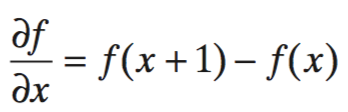 ∂f/∂x = f(x+1) − f(x)